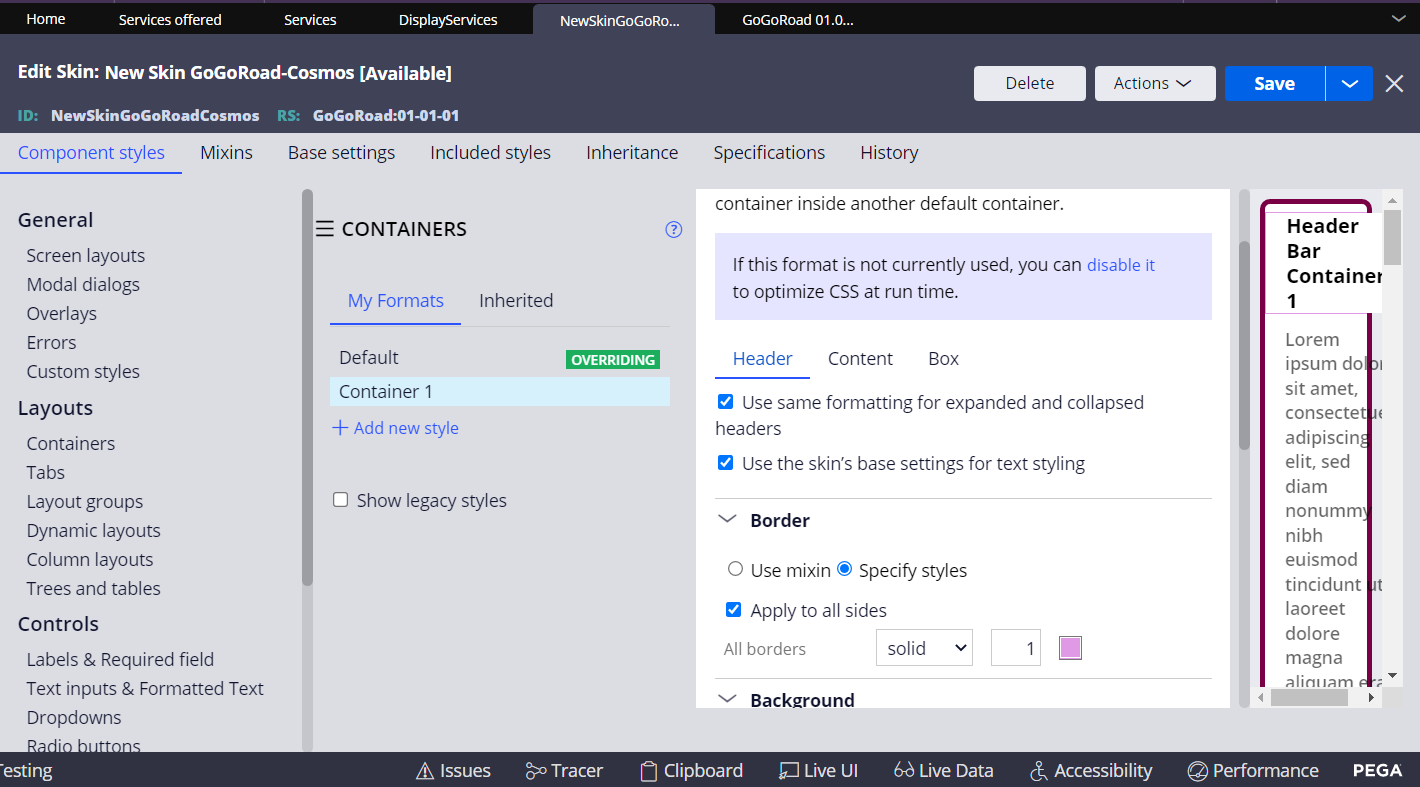 Home
Services offered
Services
DisplayServices
NewSkinGoGoRo...
GoGoRoad 01.0...
Edit Skin: New Skin GoGoRoad-Cosmos [Available]
ID: NewSkinGoGoRoadCosmos RS: GoGoRoad:01-01-01
Delete
Actions
Save
Component styles
Mixins
Base settings
Included styles
Inheritance
Specifications
History
General
Screen layouts
Modal dialogs
Overlays
Errors
Custom styles
Layouts
Containers
Tabs
Layout groups
Dynamic layouts
Column layouts
Trees and tables
Controls
Labels & Required field
Text inputs & Formatted Text
Dropdowns
Radio buttons
CONTAINERS
?
My Formats
Inherited
Default
OVERRIDING
Container 1
Add new style
Show legacy styles
container inside another default container.
If this format is not currently used, you can disable it
to optimize CSS at run time.
Header
Content
Box
Use same formatting for expanded and collapsed
headers
Use the skin’s base settings for text styling
Border
Use mixin
Specify styles
Apply to all sides
All borders
solid
1
Background
Header
Bar
Container
1
Lorem
ipsum dolor
sit amet,
consectetue
adipiscing
elit, sed
diam
nonummy
nibh
euismod
tincidunt ut
laoreet
dolore
magna
aliquam era
Testing
Issues
Tracer
Clipboard
Live UI
Live Data
Accessibility
Performance
PEGA